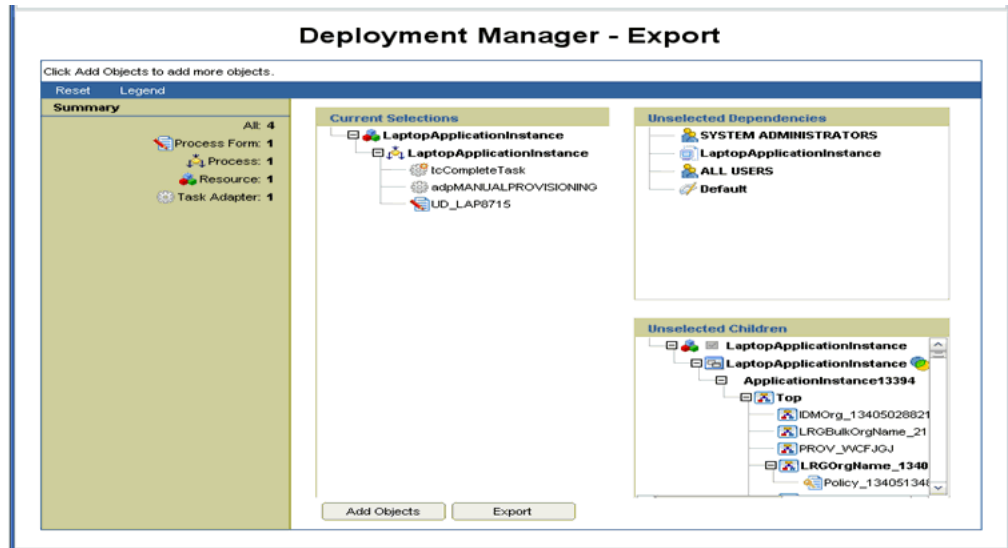 Deployment Manager - Export
Click Add Objects to add more objects.
Reset Legend
Summary
All: 4
Process Form: 1
Process: 1
Resource: 1
Task Adapter: 1
Current Selections
LaptopApplicationInstance
LaptopApplicationInstance
tcCompleteTask
adpMANUALPROVISIONING
UD_LAP8715
Unselected Dependencies
SYSTEM ADMINISTRATORS
LaptopApplicationInstance
ALL USERS
Default
Unselected Children
LaptopApplicationInstance
LaptopApplicationInstance
ApplicationInstance13394
Top
IDMOrg_13405028821
LRGBulkOrgName_21
PROV_WCFJGJ
LRGOrgName_1340
Policy_134051348
Add Objects Export